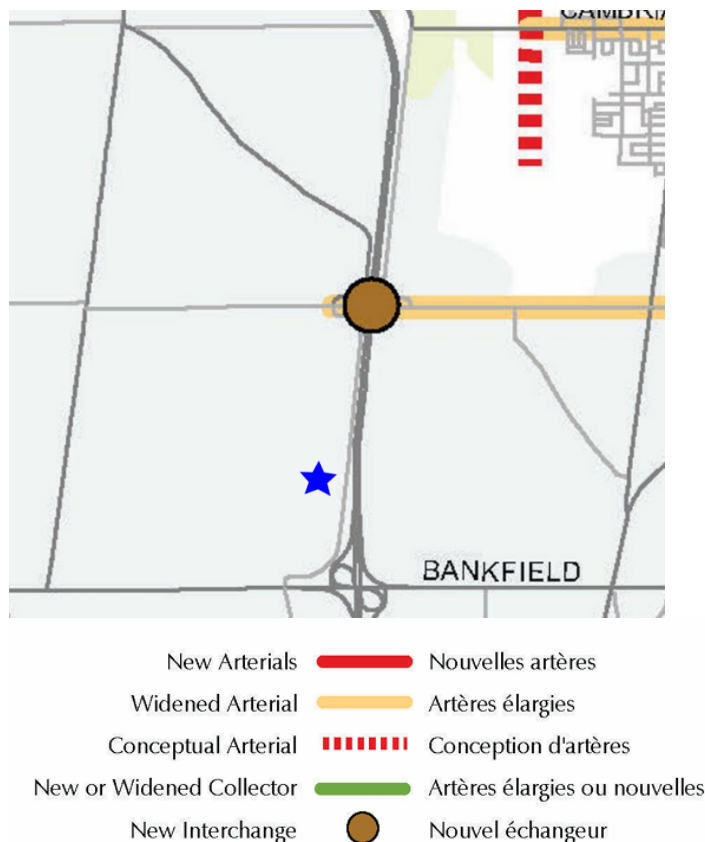 CAMBRIA
BANKFIELD
New Arterials Nouvelles artères
Widened Arterial Artères élargies
Conceptual Arterial Conception d'artères
New or Widened Collector Artères élargies ou nouvelles
New Interchange Nouvel échangeur